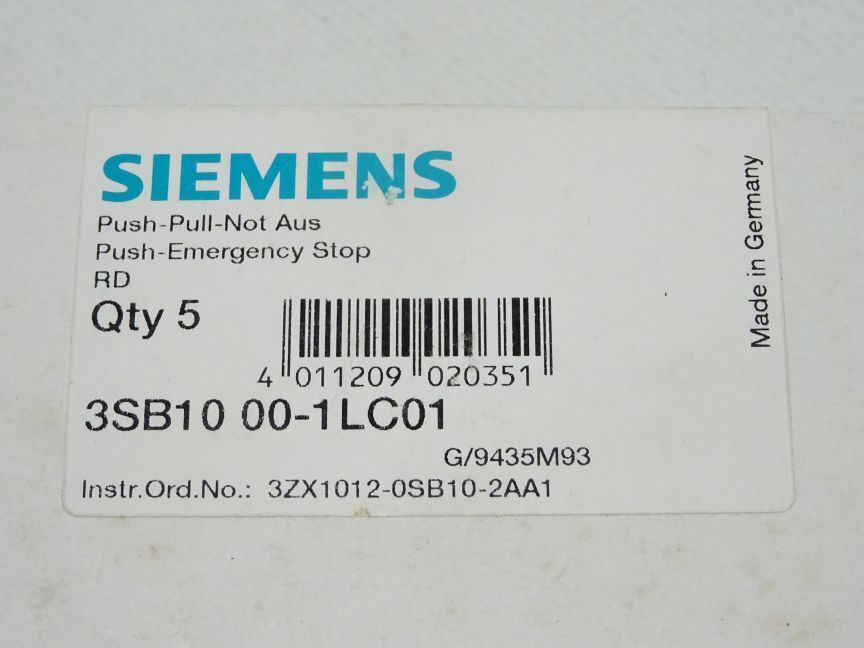 SIEMENS
Push-Pull-Not Aus
Push-Emergency Stop
RD
Qty 5
4 011209 020351
3SB10 00-1LC01
G/9435M93
Instr.Ord.No.: 3ZX1012-0SB10-2AA1
Made in Germany